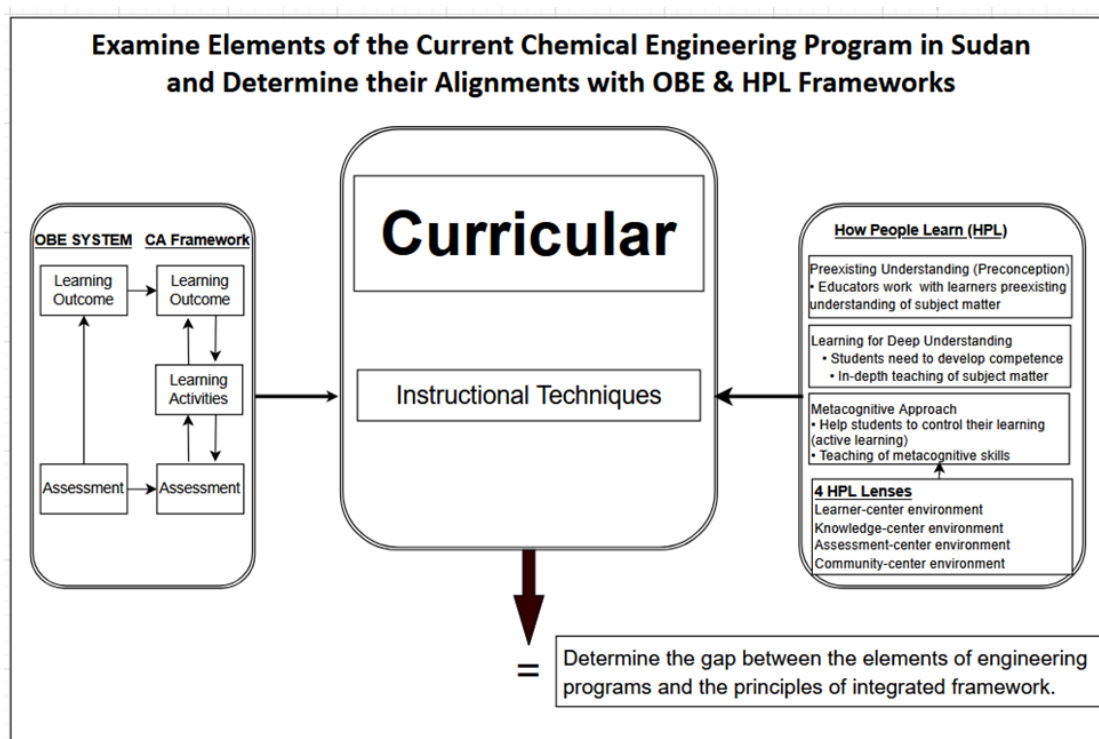 Examine Elements of the Current Chemical Engineering Program in Sudan
and Determine their Alignments with OBE & HPL Frameworks
OBE SYSTEM
CA Framework
Learning
Outcome
Learning
Outcome
Learning
Activities
Assessment
Assessment
Curricular
Instructional Techniques
How People Learn (HPL)
Preexisting Understanding (Preconception)
• Educators work with learners preexisting
understanding of subject matter
Learning for Deep Understanding
• Students need to develop competence
• In-depth teaching of subject matter
Metacognitive Approach
• Help students to control their learning
(active learning)
• Teaching of metacognitive skills
4 HPL Lenses
Learner-center environment
Knowledge-center environment
Assessment-center environment
Community-center environment
=
Determine the gap between the elements of engineering
programs and the principles of integrated framework.